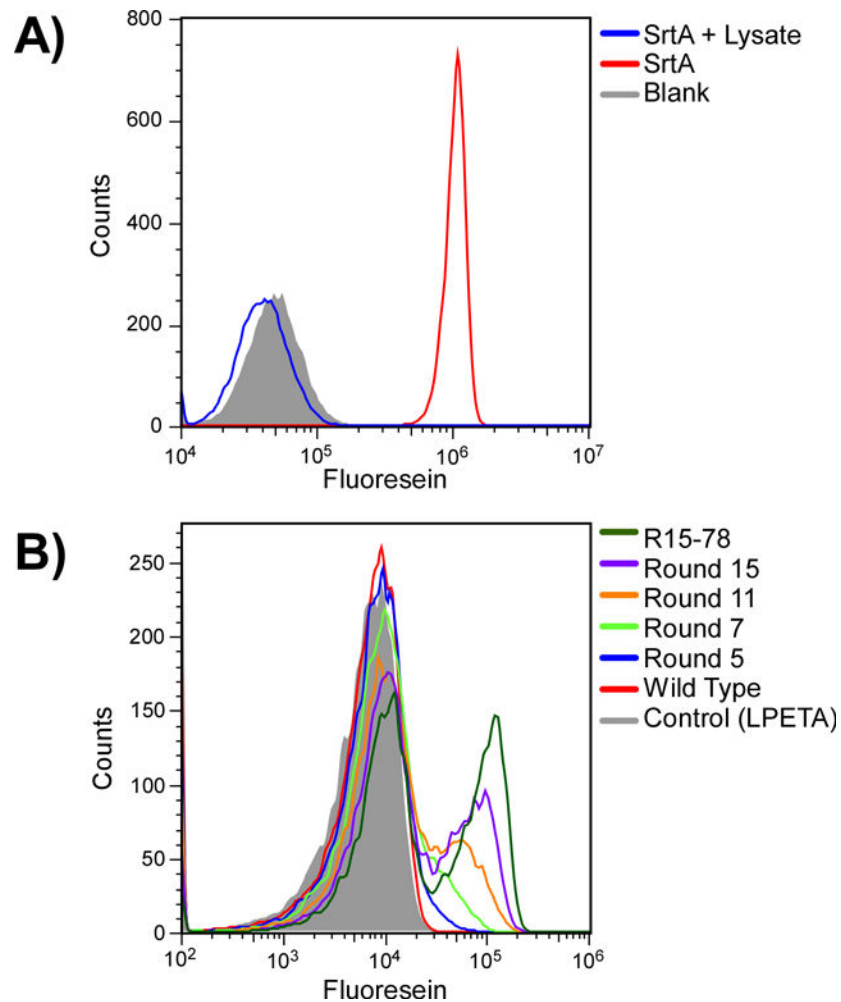 A)
800
600
400
200
0
Counts
10^4
10^5
10^6
10^7
Fluoresein
SrtA + Lysate
SrtA
Blank
B)
250
200
150
100
50
0
Counts
10^2
10^3
10^4
10^5
10^6
Fluoresein
R15-78
Round 15
Round 11
Round 7
Round 5
Wild Type
Control (LPETA)